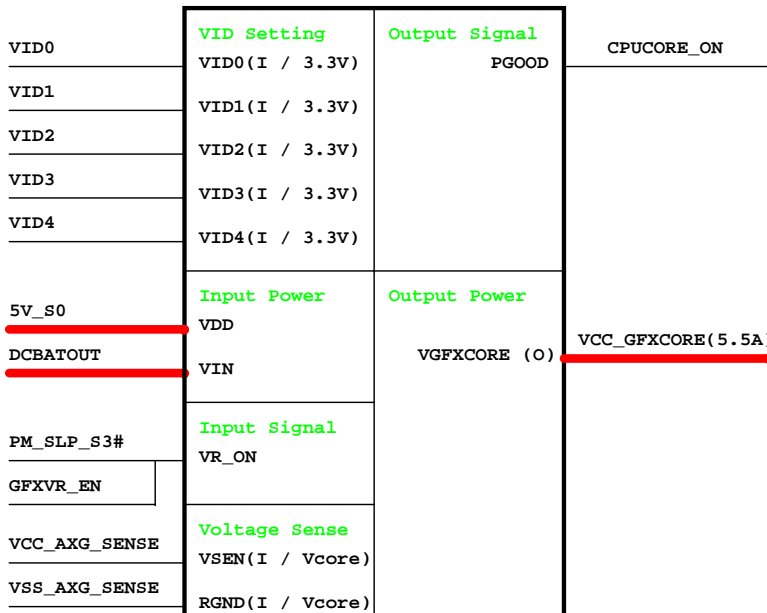 VID0
VID1
VID2
VID3
VID4
5V_S0
DCBATOUT
PM_SLP_S3#
GFXVR_EN
VCC_AXG_SENSE
VSS_AXG_SENSE
VID Setting
VID0(I / 3.3V)
VID1(I / 3.3V)
VID2(I / 3.3V)
VID3(I / 3.3V)
VID4(I / 3.3V)
Input Power
VDD
VIN
Input Signal
VR_ON
Voltage Sense
VSEN(I / Vcore)
RGND(I / Vcore)
Output Signal
PGOOD
Output Power
VGFXCORE (O)
CPUCORE_ON
VCC_GFXCORE(5.5A)